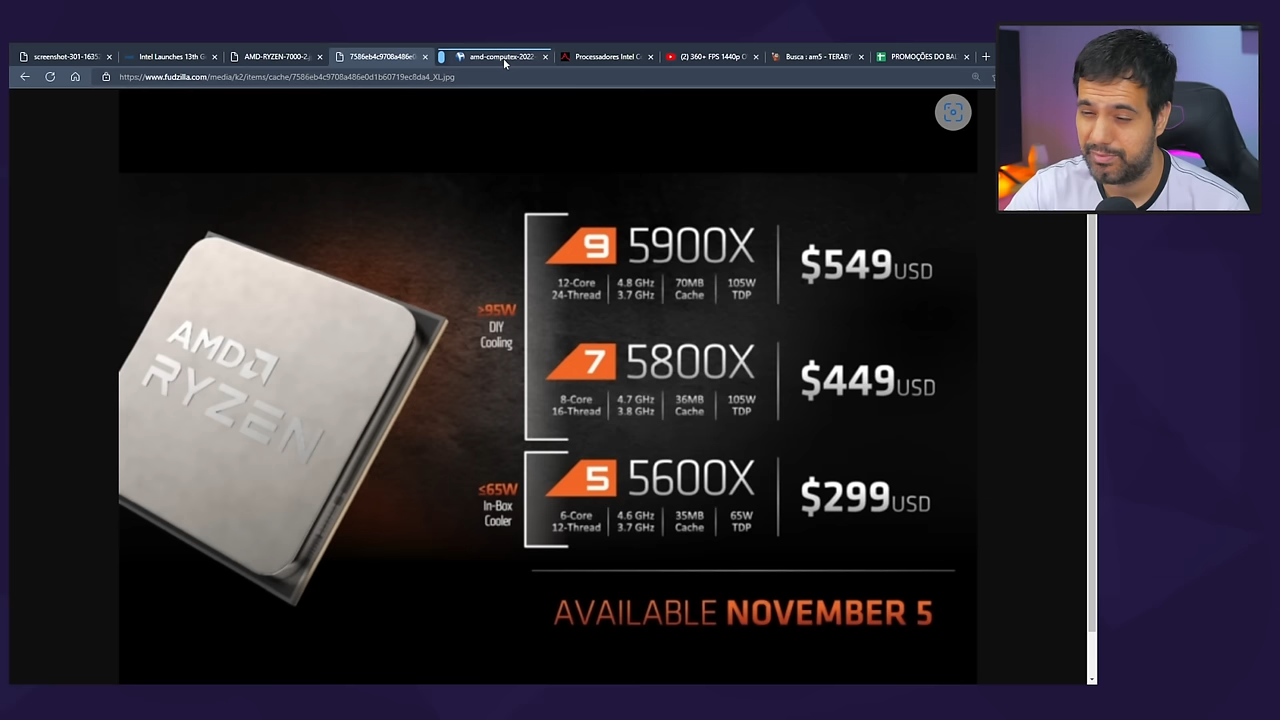 screenshot-301-1635
Intel Launches 13th G
AMD-RYZEN-7000-2.j
7586eb4c9708a486e0
amd-computex-2022
Processadores Intel C
(2) 360+ FPS 1440p C
Busca : am5 - TERABY
PROMOÇÕES DO BAL
https://www.fudzilla.com/media/k2/items/cache/7586eb4c9708a486e0d1b60719ec8da4_XL.jpg
AMD
RYZEN
≥95W
DIY
Cooling
9 5900X
12-Core
24-Thread
4.8 GHz
3.7 GHz
70MB
Cache
105W
TDP
$549USD
7 5800X
8-Core
16-Thread
4.7 GHz
3.8 GHz
36MB
Cache
105W
TDP
$449USD
≤65W
In-Box
Cooler
5 5600X
6-Core
12-Thread
4.6 GHz
3.7 GHz
35MB
Cache
65W
TDP
$299USD
AVAILABLE NOVEMBER 5